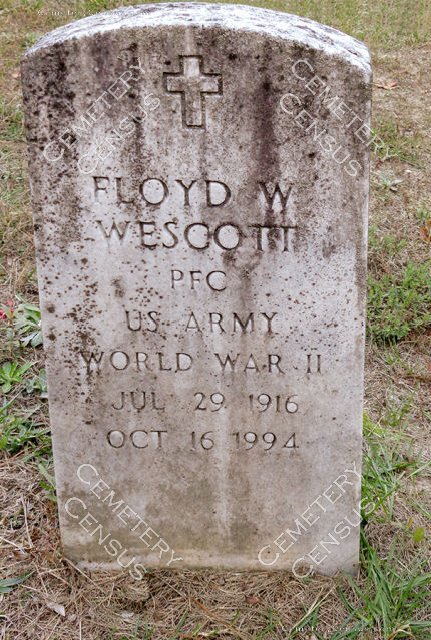 FLOYD W
WESCOTT
PFC
US ARMY
WORLD WAR II
JUL 29 1916
OCT 16 1994
CEMETERY
CENSUS
CEMETERY
CENSUS
CEMETERY
CENSUS
CEMETERY
CENSUS